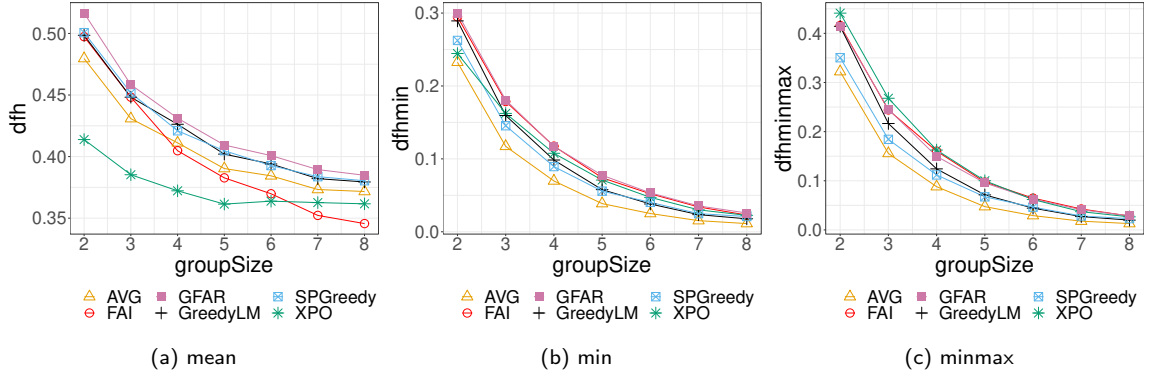 dfh
0.50
0.45
0.40
0.35
2 3 4 5 6 7 8
groupSize
AVG GFAR SPGreedy
FAI GreedyLM XPO
(a) mean
dfhmin
0.3
0.2
0.1
0.0
2 3 4 5 6 7 8
groupSize
AVG GFAR SPGreedy
FAI GreedyLM XPO
(b) min
dfhminmax
0.4
0.3
0.2
0.1
0.0
2 3 4 5 6 7 8
groupSize
AVG GFAR SPGreedy
FAI GreedyLM XPO
(c) minmax